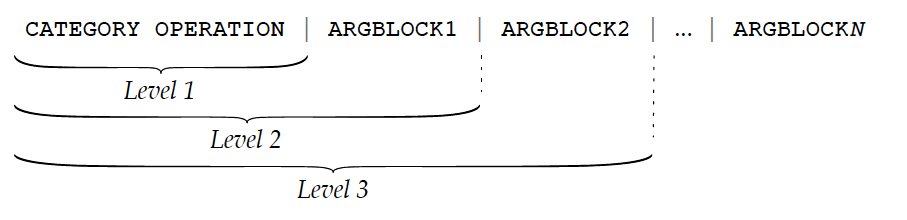 CATEGORY OPERATION | ARGBLOCK1 | ARGBLOCK2 | ... | ARGBLOCKN
Level 1
Level 2
Level 3